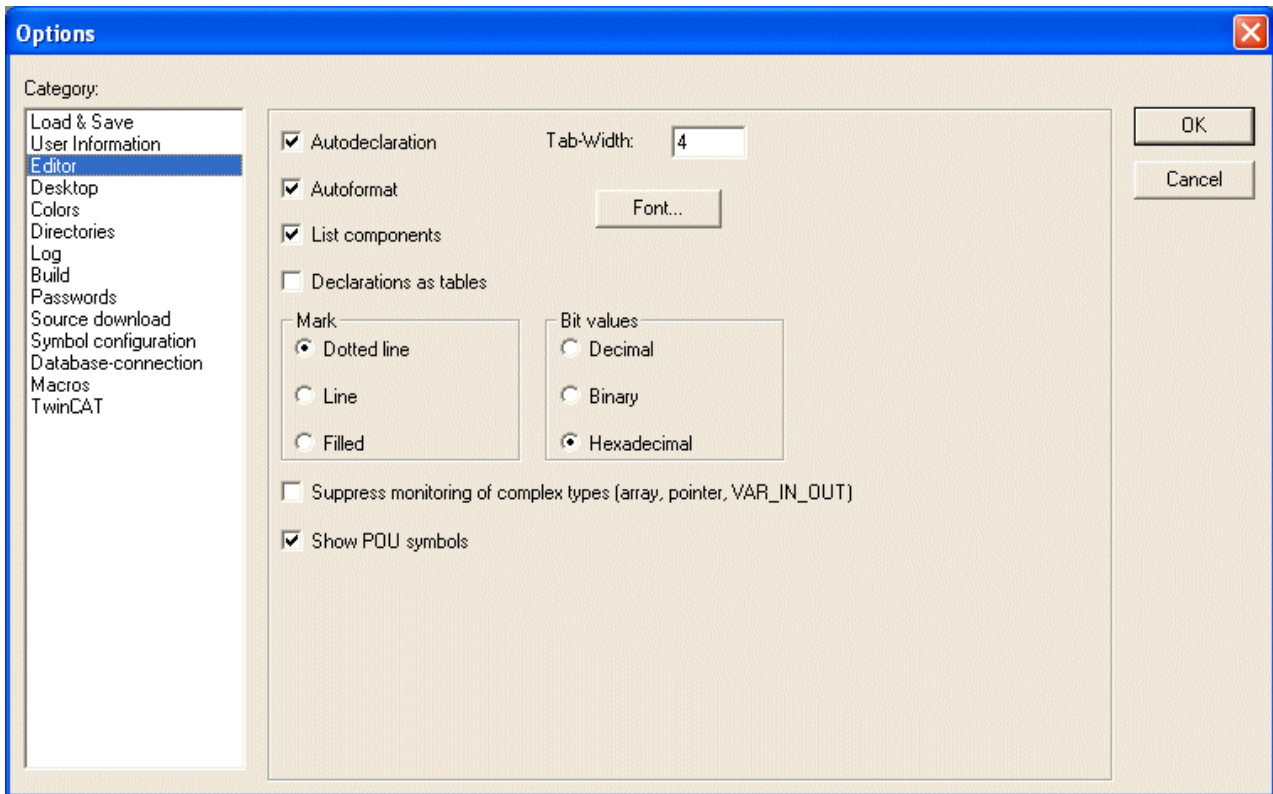 Options
Category:
Load & Save
User Information
Editor
Desktop
Colors
Directories
Log
Build
Passwords
Source download
Symbol configuration
Database-connection
Macros
TwinCAT
Autodeclaration
Tab-Width: 4
Autoformat
Font...
List components
Declarations as tables
Mark
Dotted line
Line
Filled
Bit values
Decimal
Binary
Hexadecimal
Suppress monitoring of complex types (array, pointer, VAR_IN_OUT)
Show POU symbols
OK
Cancel